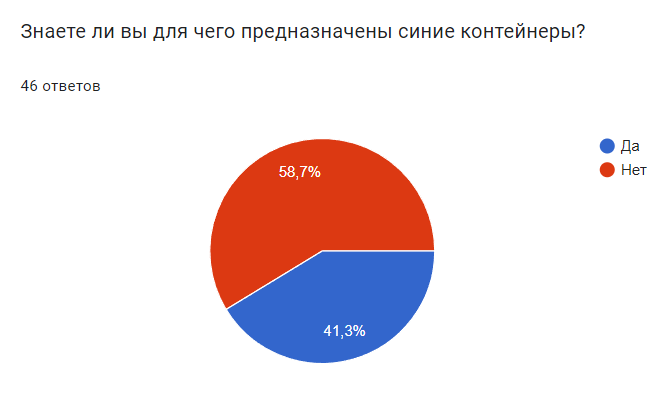 Знаете ли вы для чего предназначены синие контейнеры?
46 ответов
Да
Нет
58,7%
41,3%